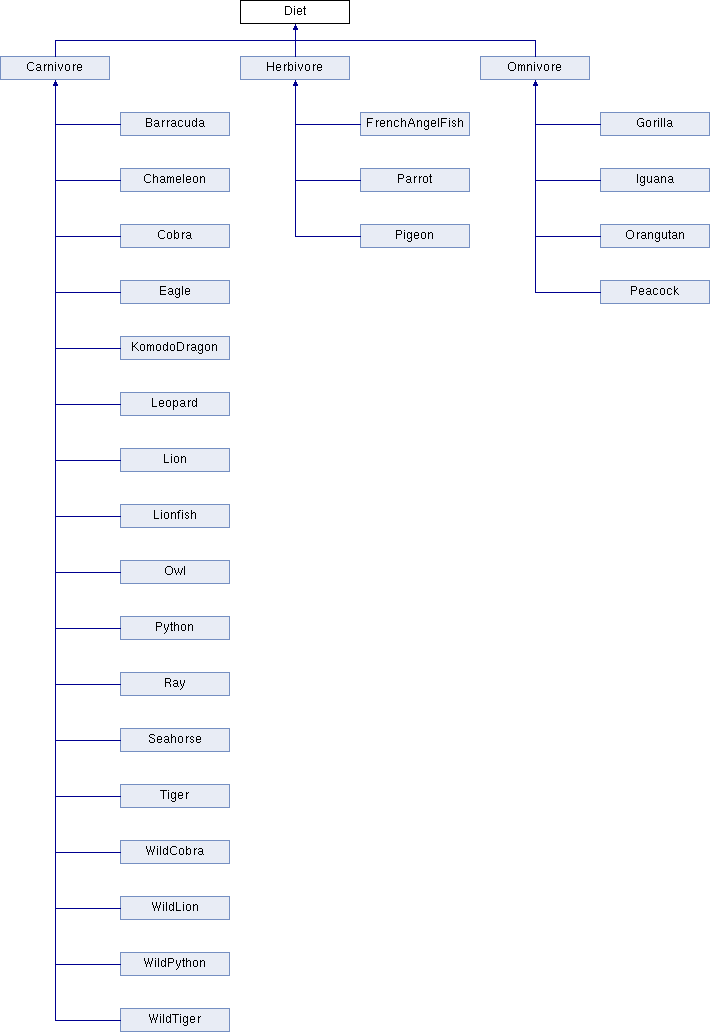 Diet
Carnivore Herbivore Omnivore
Barracuda FrenchAngelFish Gorilla
Chameleon Parrot Iguana
Cobra Pigeon Orangutan
Eagle Peacock
KomodoDragon
Leopard
Lion
Lionfish
Owl
Python
Ray
Seahorse
Tiger
WildCobra
WildLion
WildPython
WildTiger